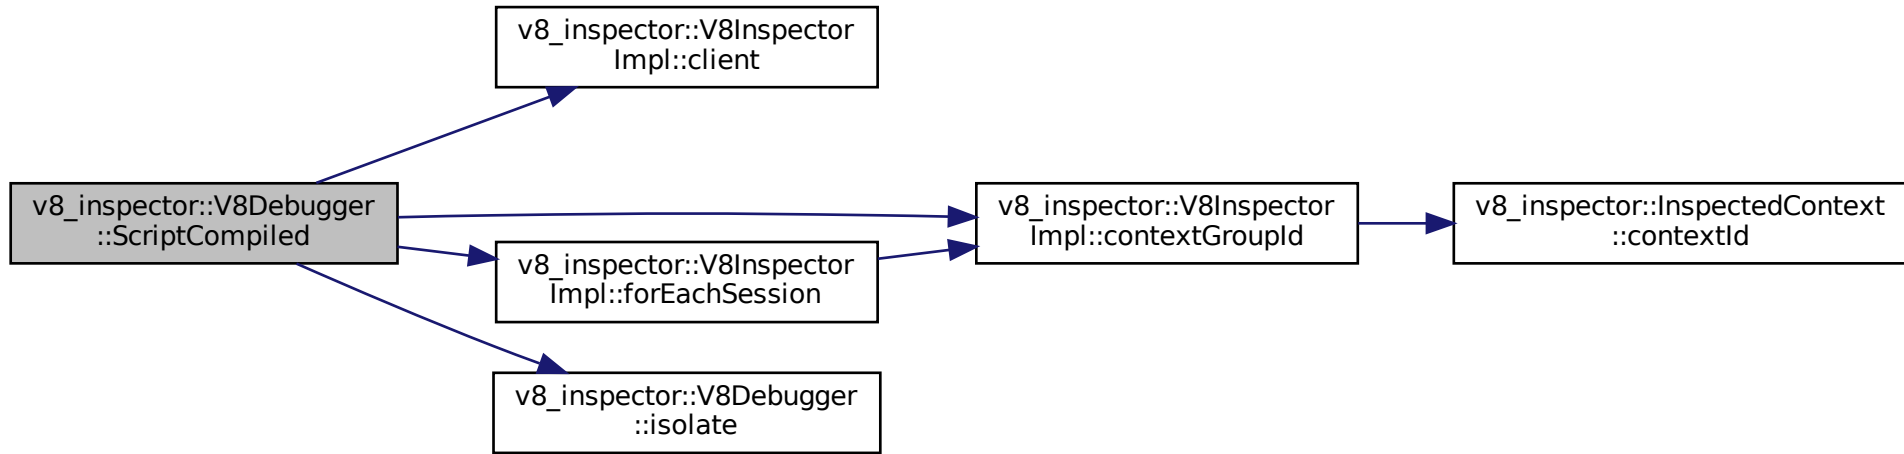 v8_inspector::V8Inspector
Impl::client
v8_inspector::V8Debugger
::ScriptCompiled
v8_inspector::V8Inspector
Impl::contextGroupId
v8_inspector::InspectedContext
::contextId
v8_inspector::V8Inspector
Impl::forEachSession
v8_inspector::V8Debugger
::isolate